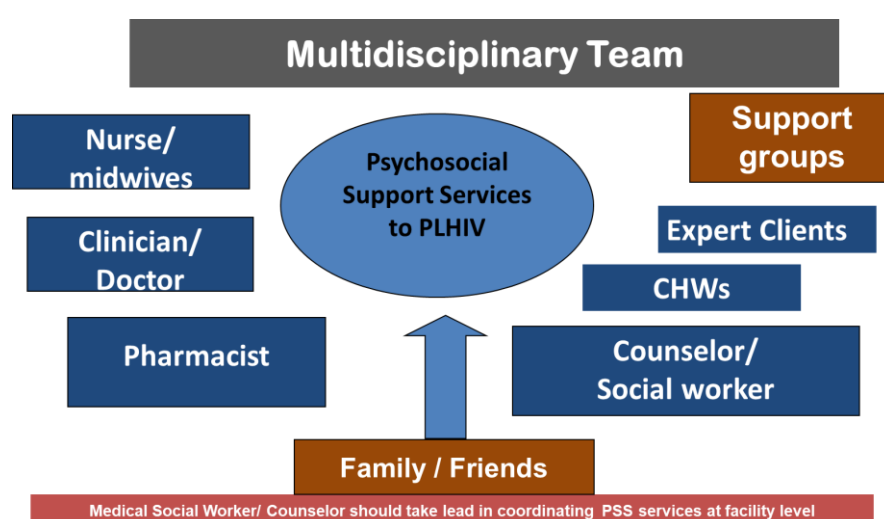 Multidisciplinary Team
Nurse/
midwives
Psychosocial
Support Services
to PLHIV
Support
groups
Clinician/
Doctor
Expert Clients
CHWs
Pharmacist
Counselor/
Social worker
Family / Friends
Medical Social Worker/ Counselor should take lead in coordinating PSS services at facility level